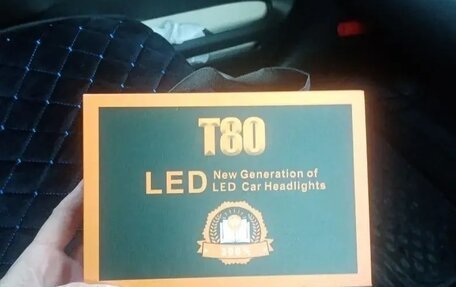 T80
LED New Generation of
LED Car Headlights